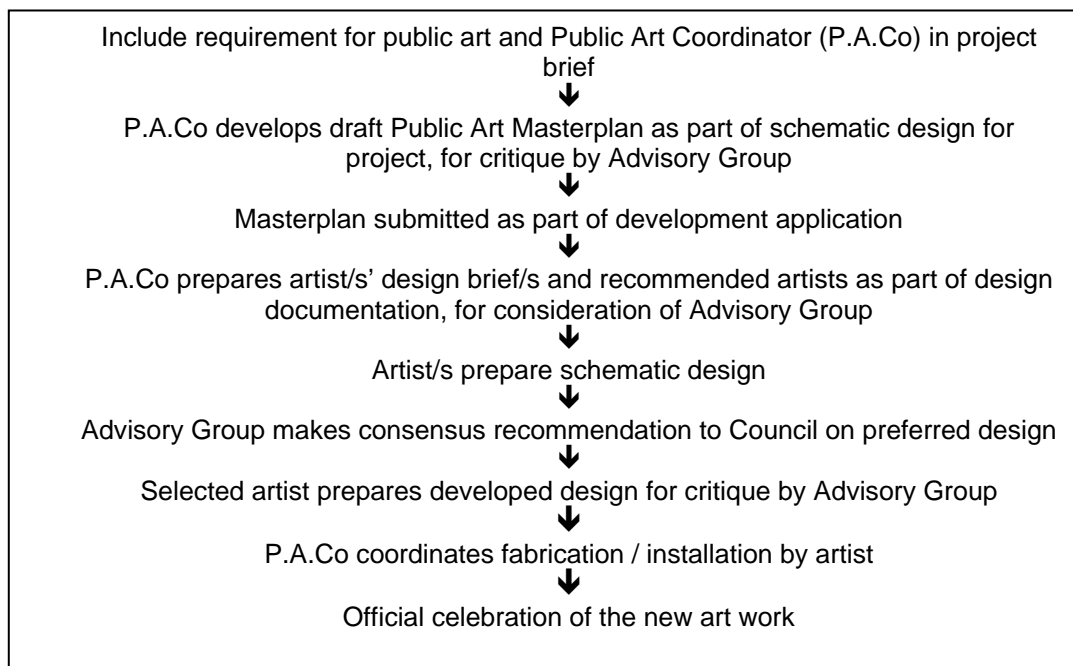 Include requirement for public art and Public Art Coordinator (P.A.Co) in project
brief
P.A.Co develops draft Public Art Masterplan as part of schematic design for
project, for critique by Advisory Group
Masterplan submitted as part of development application
P.A.Co prepares artist/s' design brief/s and recommended artists as part of design
documentation, for consideration of Advisory Group
Artist/s prepare schematic design
Advisory Group makes consensus recommendation to Council on preferred design
Selected artist prepares developed design for critique by Advisory Group
P.A.Co coordinates fabrication / installation by artist
Official celebration of the new art work